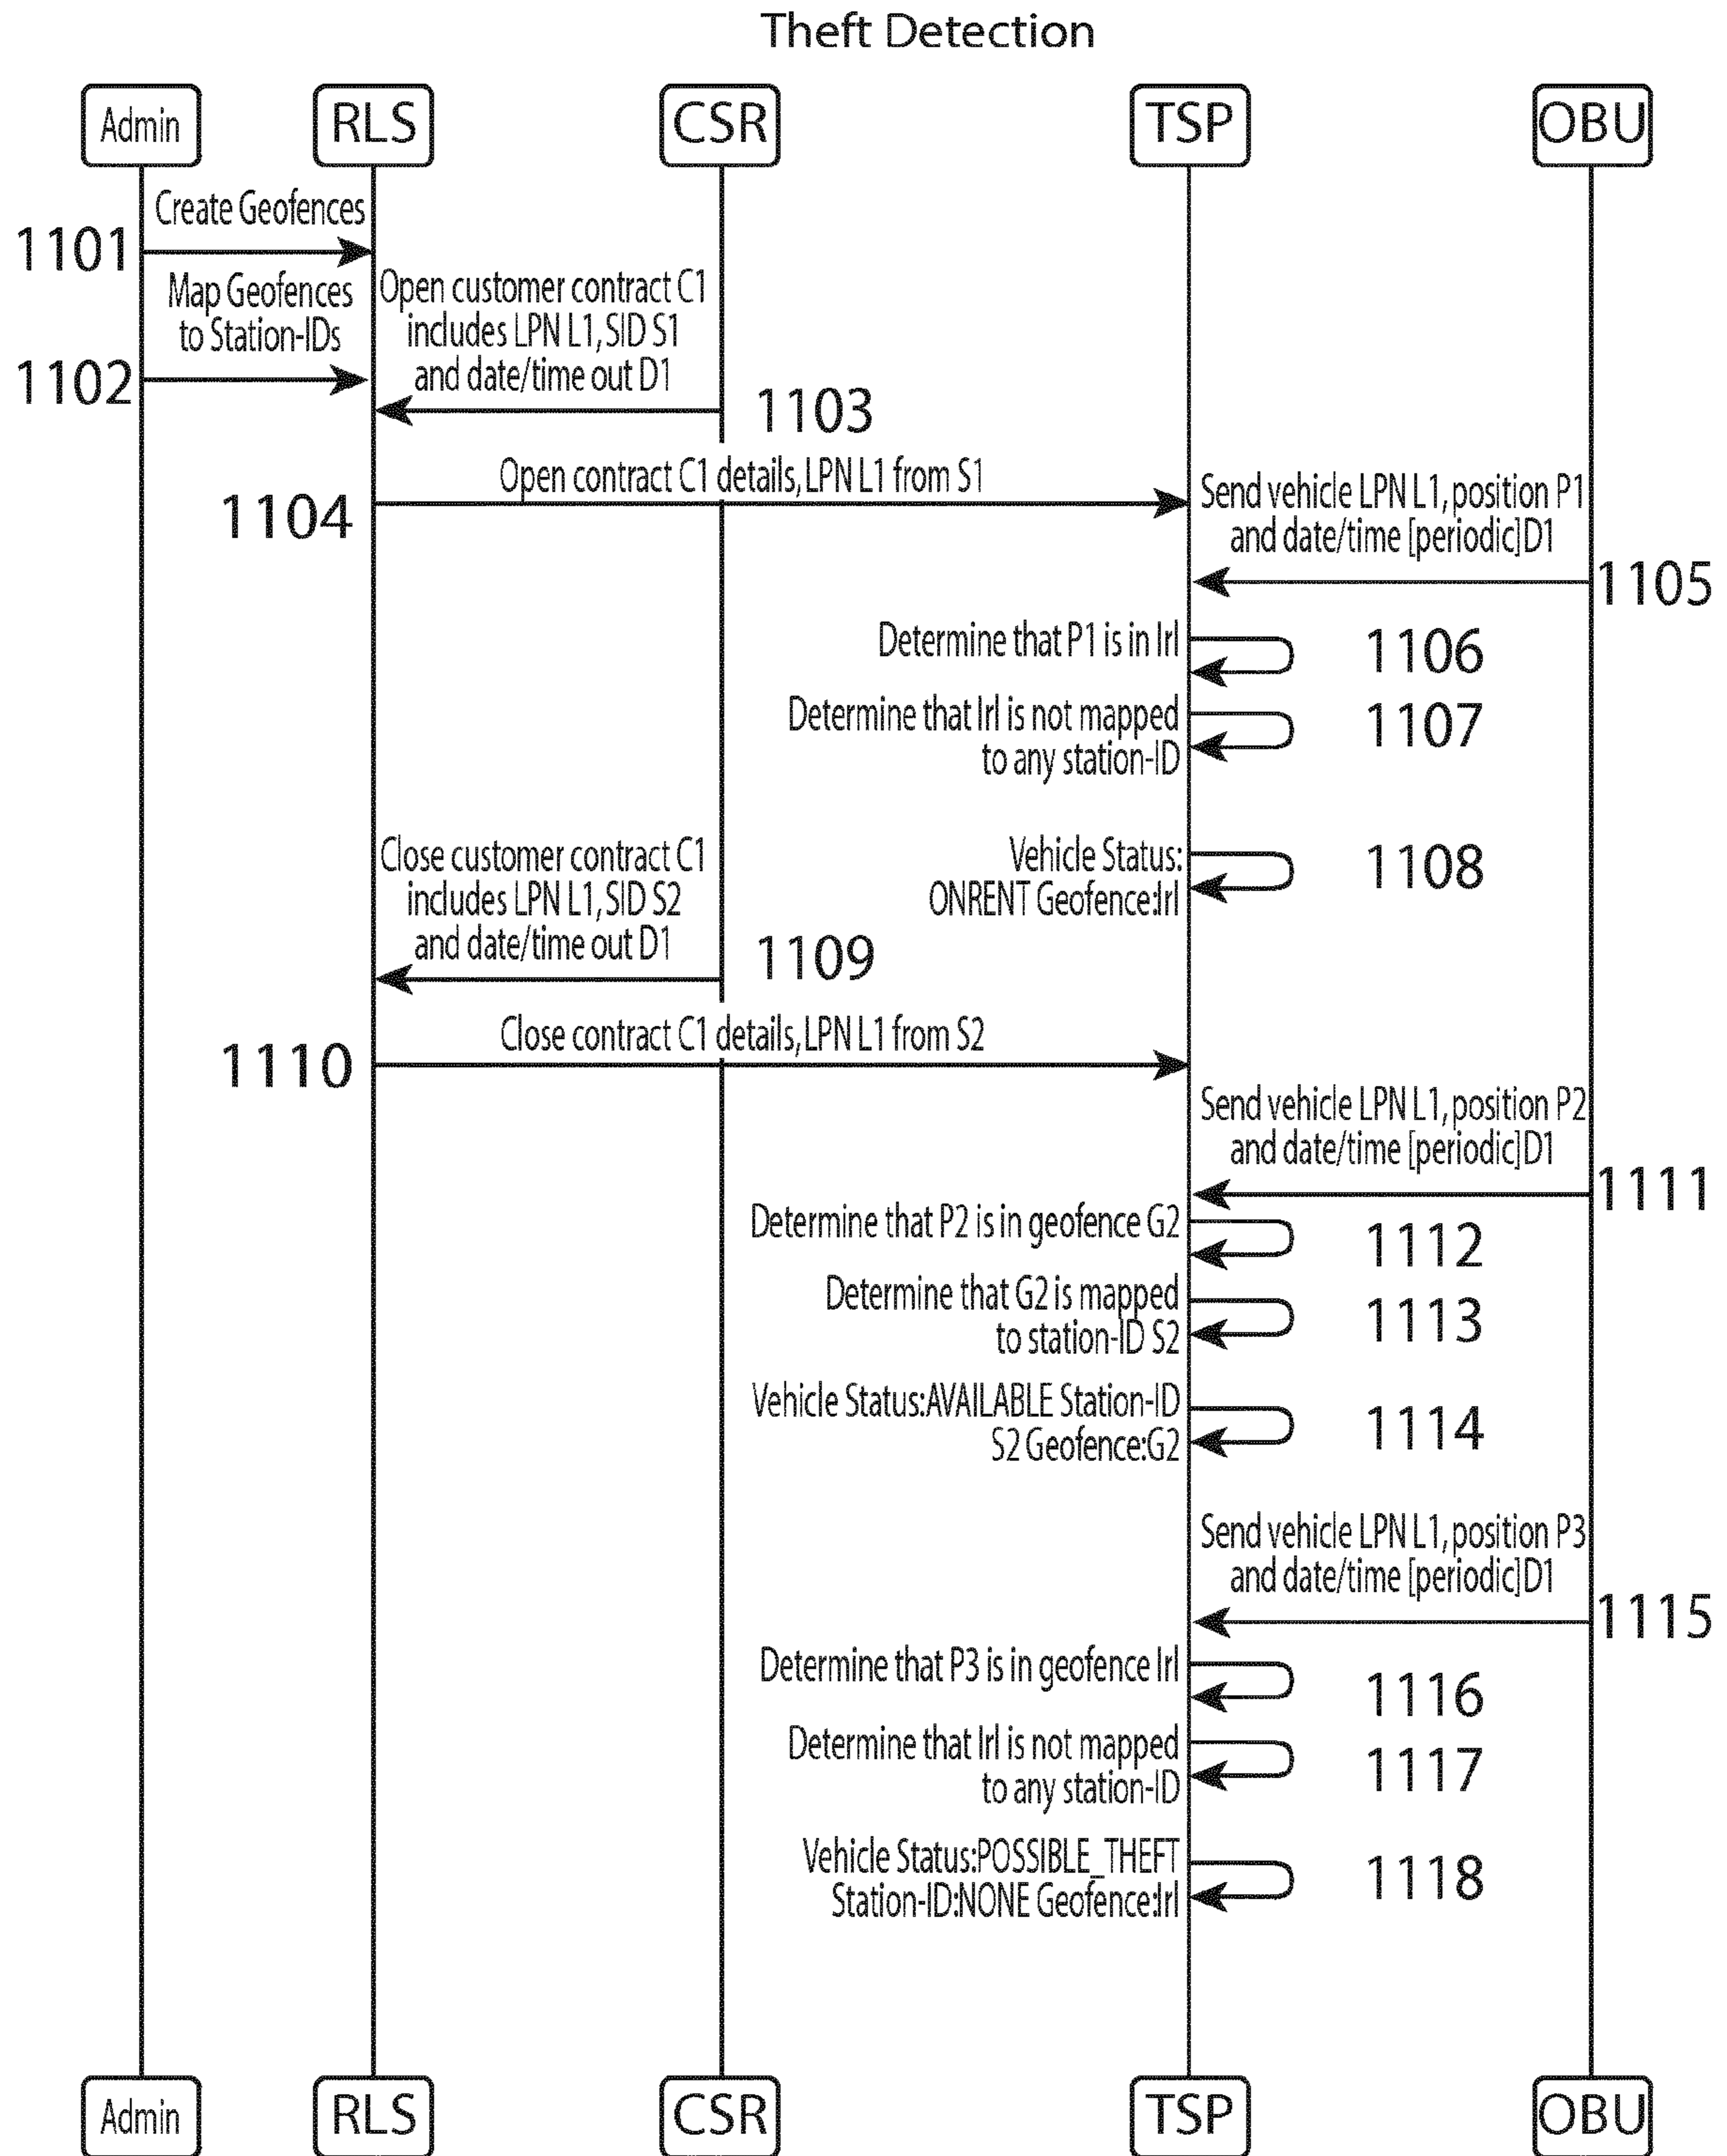 Theft Detection
Admin
RLS
CSR
TSP
OBU
Create Geofences
1101
Map Geofences
to Station-IDs
1102
Open customer contract C1
includes LPN L1, SID S1
and date/time out D1
1103
Open contract C1 details, LPN L1 from S1
1104
Send vehicle LPN L1, position P1
and date/time [periodic]D1
1105
Determine that P1 is in Irl
1106
Determine that Irl is not mapped
to any station-ID
1107
Vehicle Status:
ONRENT Geofence:Irl
1108
Close customer contract C1
includes LPN L1, SID S2
and date/time out D1
1109
Close contract C1 details, LPN L1 from S2
1110
Send vehicle LPN L1, position P2
and date/time [periodic]D1
1111
Determine that P2 is in geofence G2
1112
Determine that G2 is mapped
to station-ID S2
1113
Vehicle Status:AVAILABLE Station-ID
S2 Geofence:G2
1114
Send vehicle LPN L1, position P3
and date/time [periodic]D1
1115
Determine that P3 is in geofence Irl
1116
Determine that Irl is not mapped
to any station-ID
1117
Vehicle Status:POSSIBLE_THEFT
Station-ID:NONE Geofence:Irl
1118
Admin
RLS
CSR
TSP
OBU